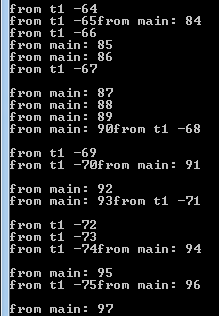 from t1 -64
from t1 -65from main: 84
from t1 -66
from main: 85
from main: 86
from t1 -67
from main: 87
from main: 88
from main: 89
from main: 90from t1 -68
from t1 -69
from t1 -70from main: 91
from main: 92
from main: 93from t1 -71
from t1 -72
from t1 -73
from t1 -74from main: 94
from main: 95
from t1 -75from main: 96
from main: 97